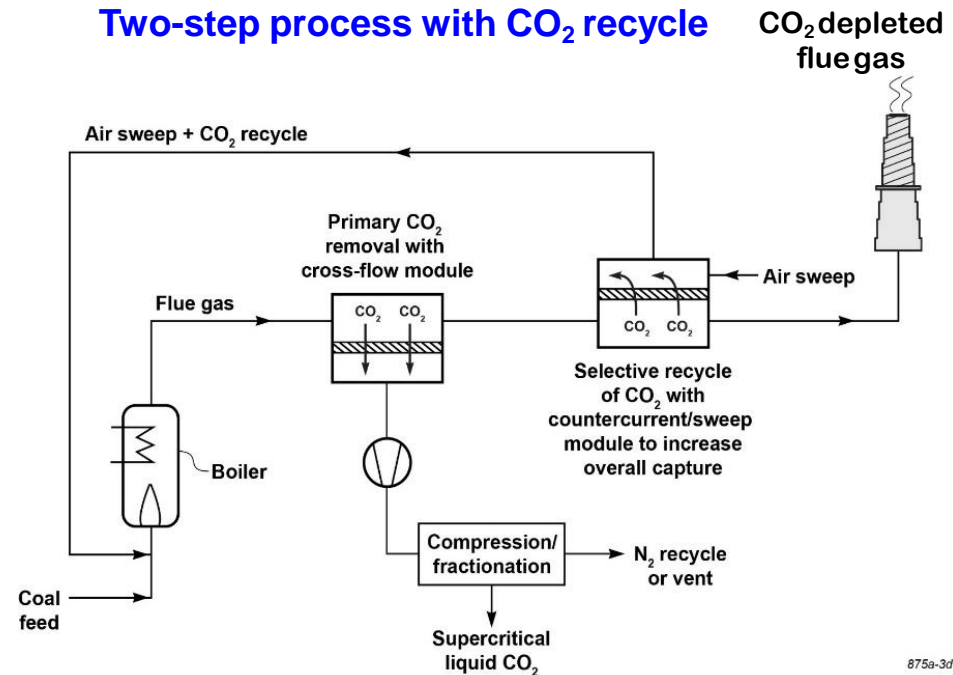 Two-step process with CO₂ recycle
CO₂ depleted
flue gas
Air sweep + CO₂ recycle
Primary CO₂
removal with
cross-flow module
Flue gas
CO₂ CO₂
Air sweep
CO₂ CO₂
Selective recycle
of CO₂ with
countercurrent/sweep
module to increase
overall capture
Boiler
Compression/
fractionation
N₂ recycle
or vent
Coal
feed
Supercritical
liquid CO₂
875a-3d